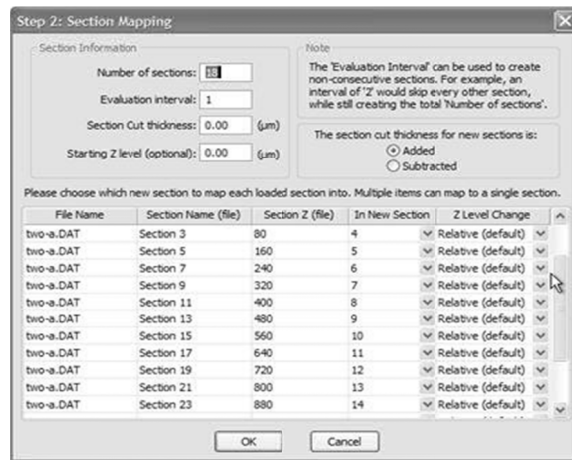 Step 2: Section Mapping
Section Information
Number of sections: 18
Evaluation interval: 1
Section Cut thickness: 0.00 (µm)
Starting Z level (optional): 0.00 (µm)
Note
The 'Evaluation Interval' can be used to create
non-consecutive sections. For example, an
interval of '2' would skip every other section,
while still creating the total 'Number of sections'.
The section cut thickness for new sections is:
Added
Subtracted
Please choose which new section to map each loaded section into. Multiple items can map to a single section.
File Name Section Name (file) Section Z (file) In New Section Z Level Change
two-a.DAT Section 3 80 4 Relative (default)
two-a.DAT Section 5 160 5 Relative (default)
two-a.DAT Section 7 240 6 Relative (default)
two-a.DAT Section 9 320 7 Relative (default)
two-a.DAT Section 11 400 8 Relative (default)
two-a.DAT Section 13 480 9 Relative (default)
two-a.DAT Section 15 560 10 Relative (default)
two-a.DAT Section 17 640 11 Relative (default)
two-a.DAT Section 19 720 12 Relative (default)
two-a.DAT Section 21 800 13 Relative (default)
two-a.DAT Section 23 880 14 Relative (default)
OK Cancel